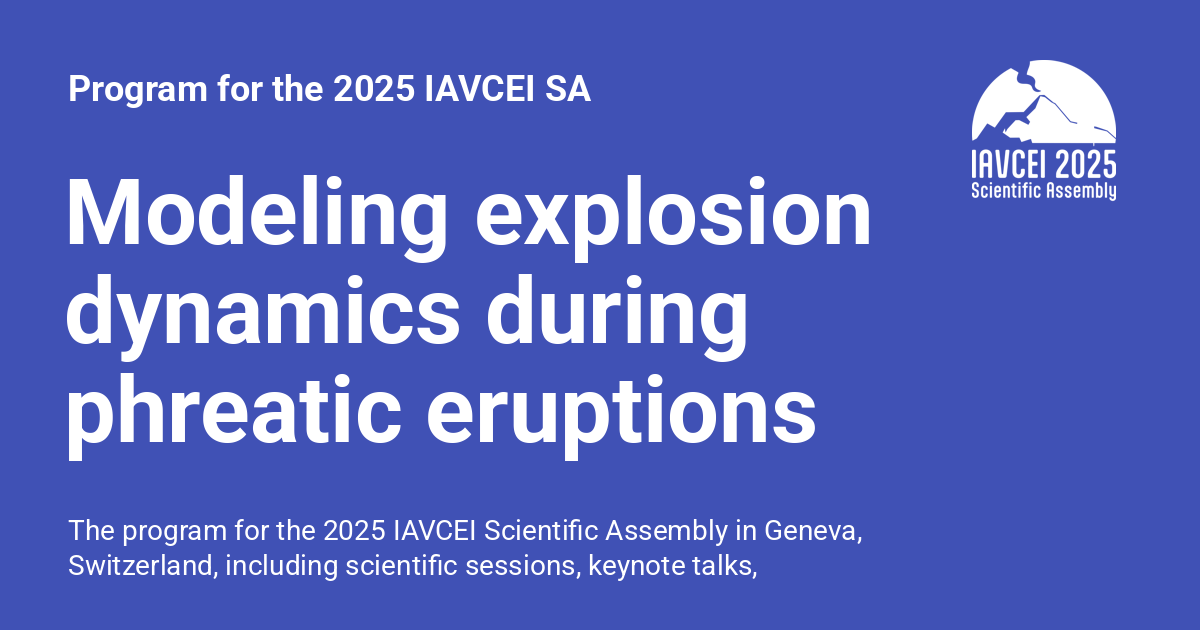 Program for the 2025 IAVCEI SA
IAVCEI 2025
Scientific Assembly
Modeling explosion
dynamics during
phreatic eruptions
The program for the 2025 IAVCEI Scientific Assembly in Geneva,
Switzerland, including scientific sessions, keynote talks,